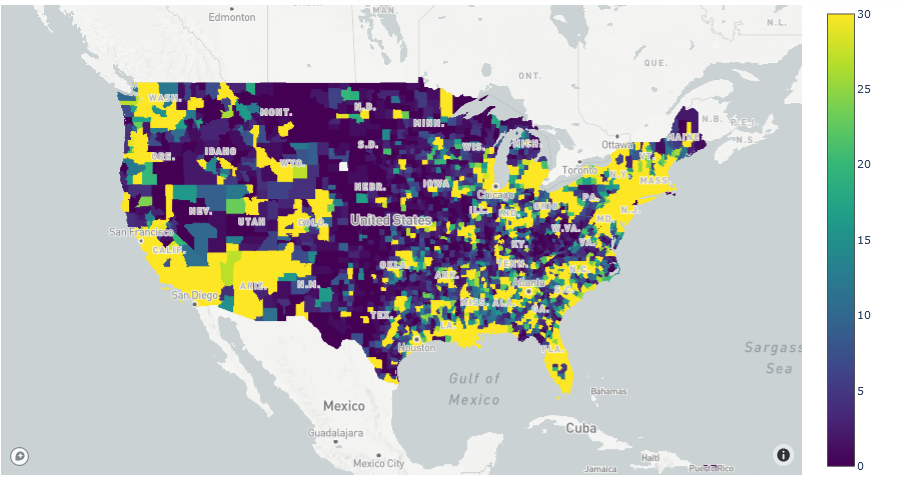 Edmonton
MAN.
N.L.
ONT.
QUE.
WASH.
MONT.
N.D.
MINN.
N.B.
P.E.I.
N.S.
MAINE
Ottawa
ORE.
IDAHO
WYO.
S.D.
WIS.
MICH.
Toronto
VT.
N.Y.
MASS.
NEBR.
IOWA
Chicago
ILL.
IND.
OHIO
PA.
N.J.
MD.
NEV.
UTAH
COLO.
United States
W.VA.
VA.
KY.
San Francisco
CALIF.
ARIZ.
N.M.
OKLA.
ARK.
TENN.
N.C.
Atlanta
S.C.
MISS.
ALA.
GA.
San Diego
TEX.
LA.
Houston
FLA.
Gulf of
Mexico
Sargass
Sea
Bahamas
Mexico
Cuba
Guadalajara
Mexico City
Haiti
Jamaica
Puerto Rico
30
25
20
15
10
5
0